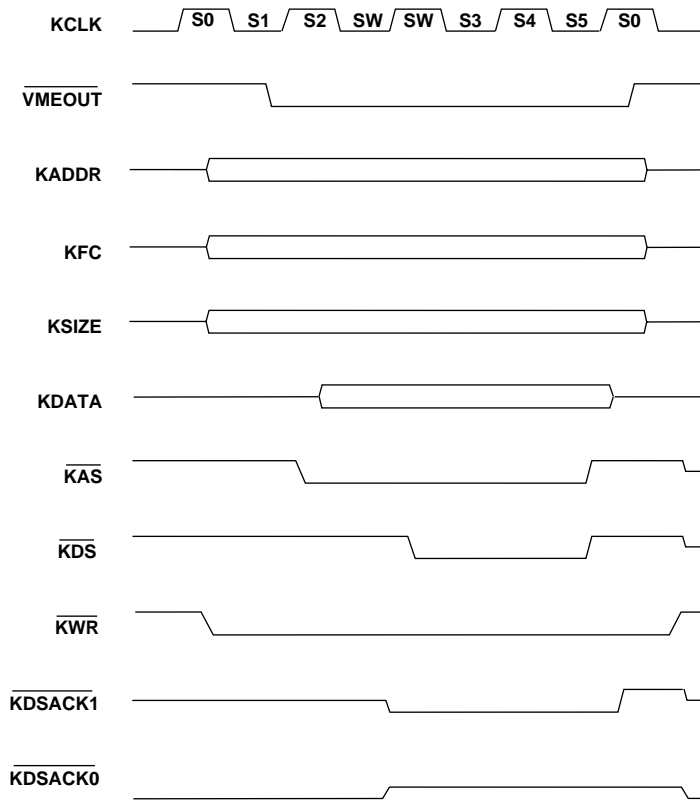 KCLK S0 S1 S2 SW SW S3 S4 S5 S0
VMEOUT
KADDR
KFC
KSIZE
KDATA
KAS
KDS
KWR
KDSACK1
KDSACK0